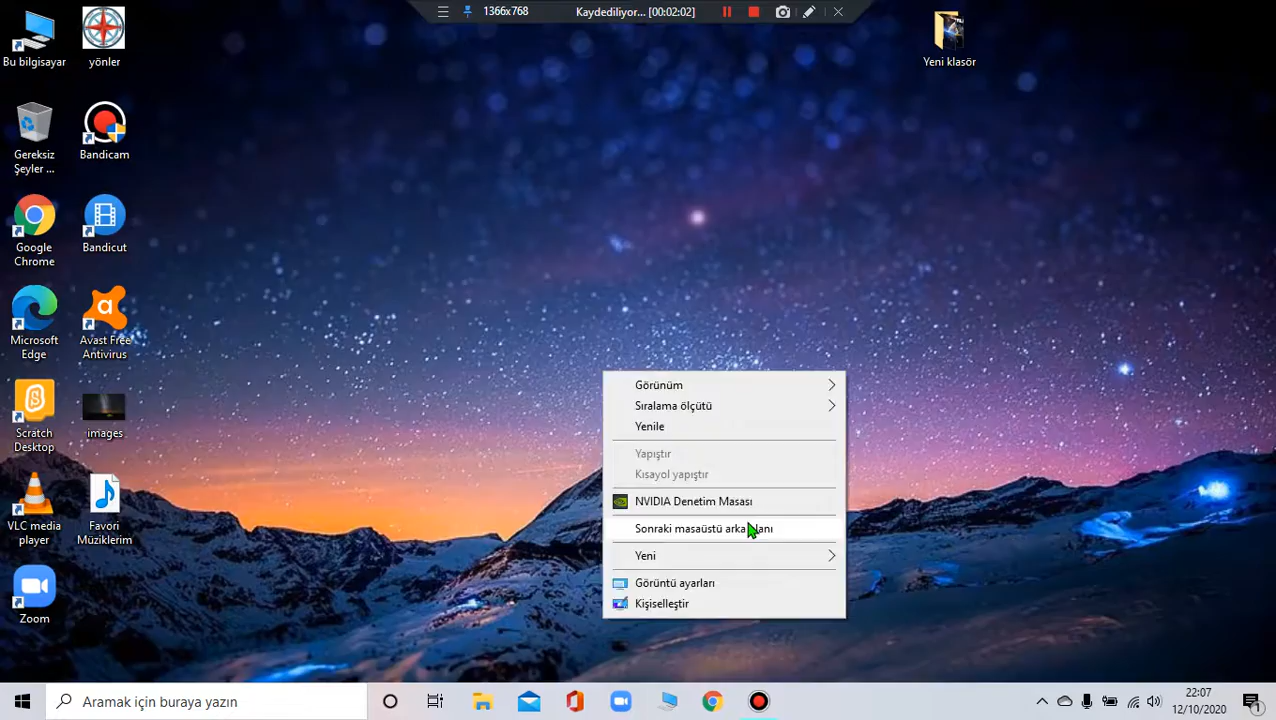 1366x768
Kaydediliyor... [00:02:02]
Bu bilgisayar
yönler
Yeni klasör
Gereksiz
Şeyler ...
Bandicam
Google
Chrome
Bandicut
Microsoft
Edge
Avast Free
Antivirus
Scratch
Desktop
images
VLC media
player
Favori
Müziklerim
Zoom
Görünüm
Sıralama ölçütü
Yenile
Yapıştır
Kısayol yapıştır
NVIDIA Denetim Masası
Sonraki masaüstü arka lanı
Yeni
Görüntü ayarları
Kişiselleştir
Aramak için buraya yazın
22:07
12/10/2020
1